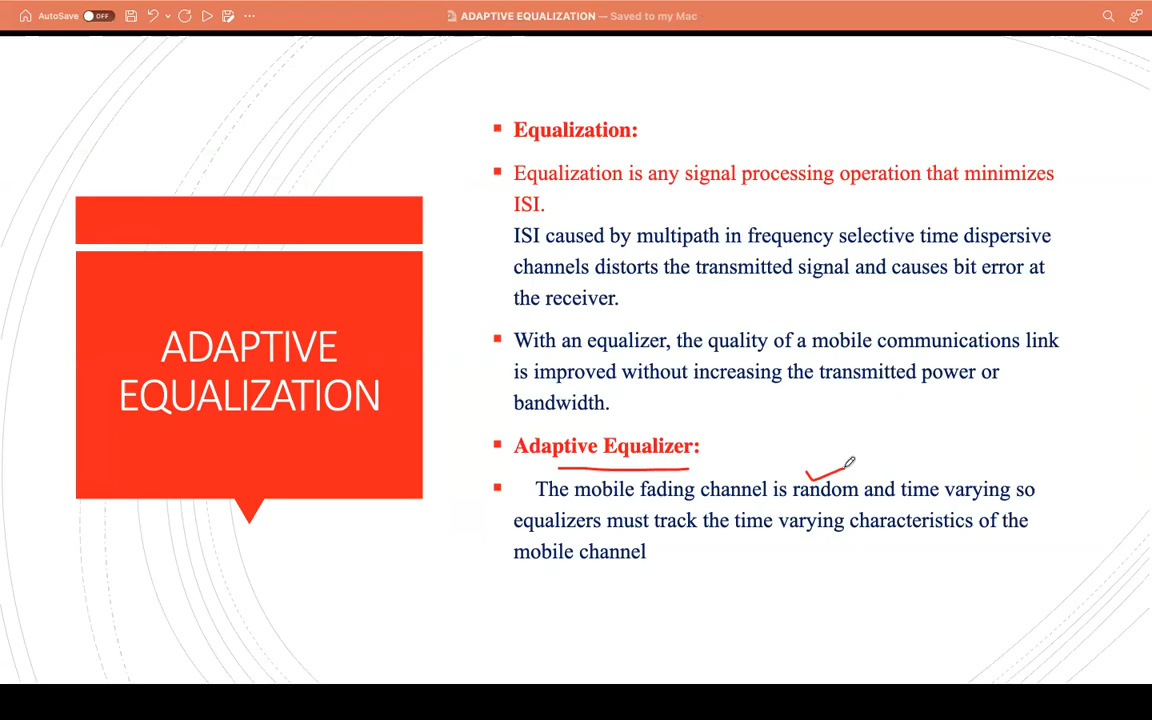 AutoSave OFF ADAPTIVE EQUALIZATION — Saved to my Mac
ADAPTIVE
EQUALIZATION
Equalization:
Equalization is any signal processing operation that minimizes
ISI.
ISI caused by multipath in frequency selective time dispersive
channels distorts the transmitted signal and causes bit error at
the receiver.
With an equalizer, the quality of a mobile communications link
is improved without increasing the transmitted power or
bandwidth.
Adaptive Equalizer:
The mobile fading channel is random and time varying so
equalizers must track the time varying characteristics of the
mobile channel